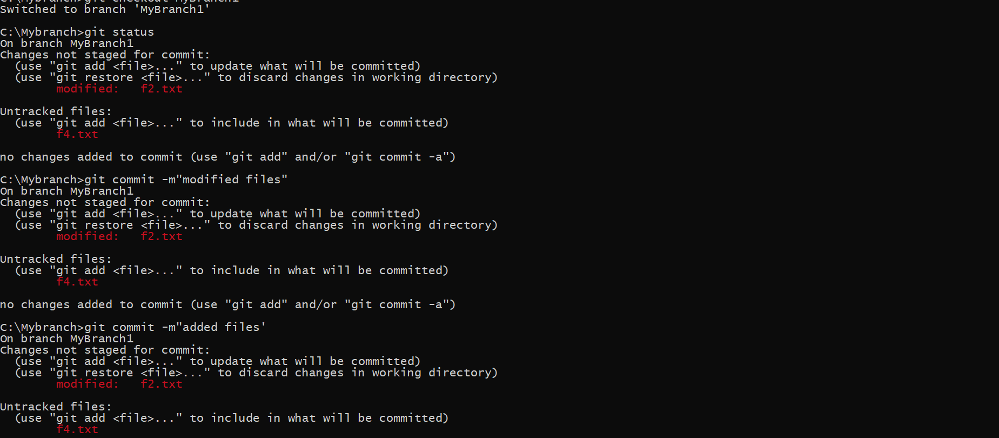 C:\Mybranch>git checkout MyBranch1
Switched to branch 'MyBranch1'
C:\Mybranch>git status
On branch MyBranch1
Changes not staged for commit:
  (use "git add <file>..." to update what will be committed)
  (use "git restore <file>..." to discard changes in working directory)
        modified:   f2.txt
Untracked files:
  (use "git add <file>..." to include in what will be committed)
        f4.txt
no changes added to commit (use "git add" and/or "git commit -a")
C:\Mybranch>git commit -m"modified files"
On branch MyBranch1
Changes not staged for commit:
  (use "git add <file>..." to update what will be committed)
  (use "git restore <file>..." to discard changes in working directory)
        modified:   f2.txt
Untracked files:
  (use "git add <file>..." to include in what will be committed)
        f4.txt
no changes added to commit (use "git add" and/or "git commit -a")
C:\Mybranch>git commit -m"added files'
On branch MyBranch1
Changes not staged for commit:
  (use "git add <file>..." to update what will be committed)
  (use "git restore <file>..." to discard changes in working directory)
        modified:   f2.txt
Untracked files:
  (use "git add <file>..." to include in what will be committed)
        f4.txt